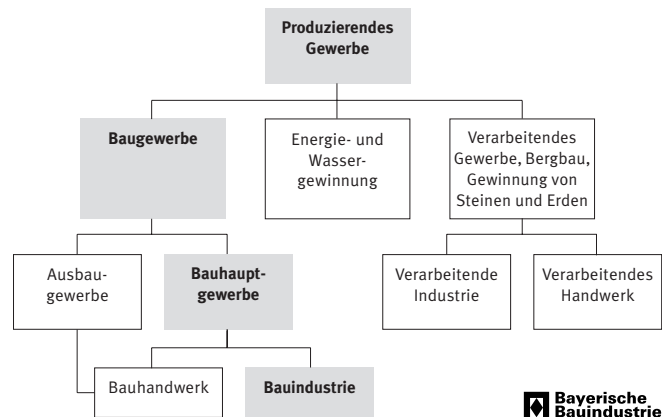 Produzierendes
Gewerbe
Baugewerbe
Energie- und
Wasser-
gewinnung
Verarbeitendes
Gewerbe, Bergbau,
Gewinnung von
Steinen und Erden
Ausbau-
gewerbe
Bauhaupt-
gewerbe
Verarbeitende
Industrie
Verarbeitendes
Handwerk
Bauhandwerk
Bauindustrie
Bayerische
Bauindustrie